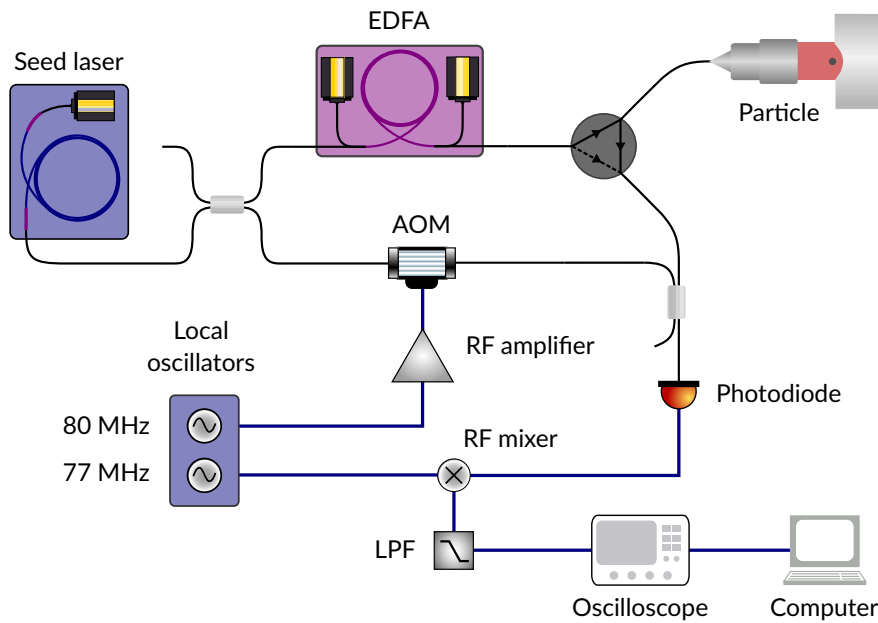 EDFA
Seed laser
Particle
AOM
Local
oscillators
RF amplifier
Photodiode
80 MHz
RF mixer
77 MHz
LPF
Oscilloscope
Computer